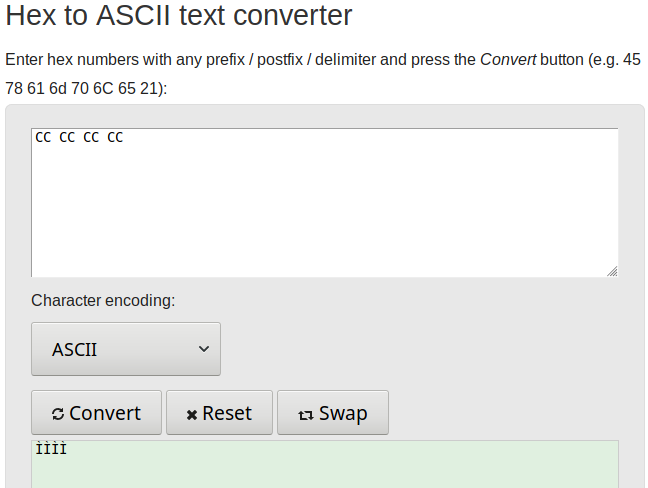 Hex to ASCII text converter
Enter hex numbers with any prefix / postfix / delimiter and press the Convert button (e.g. 45
78 61 6d 70 6C 65 21):
CC CC CC CC
Character encoding:
ASCII
Convert Reset Swap
ÌÌÌÌ